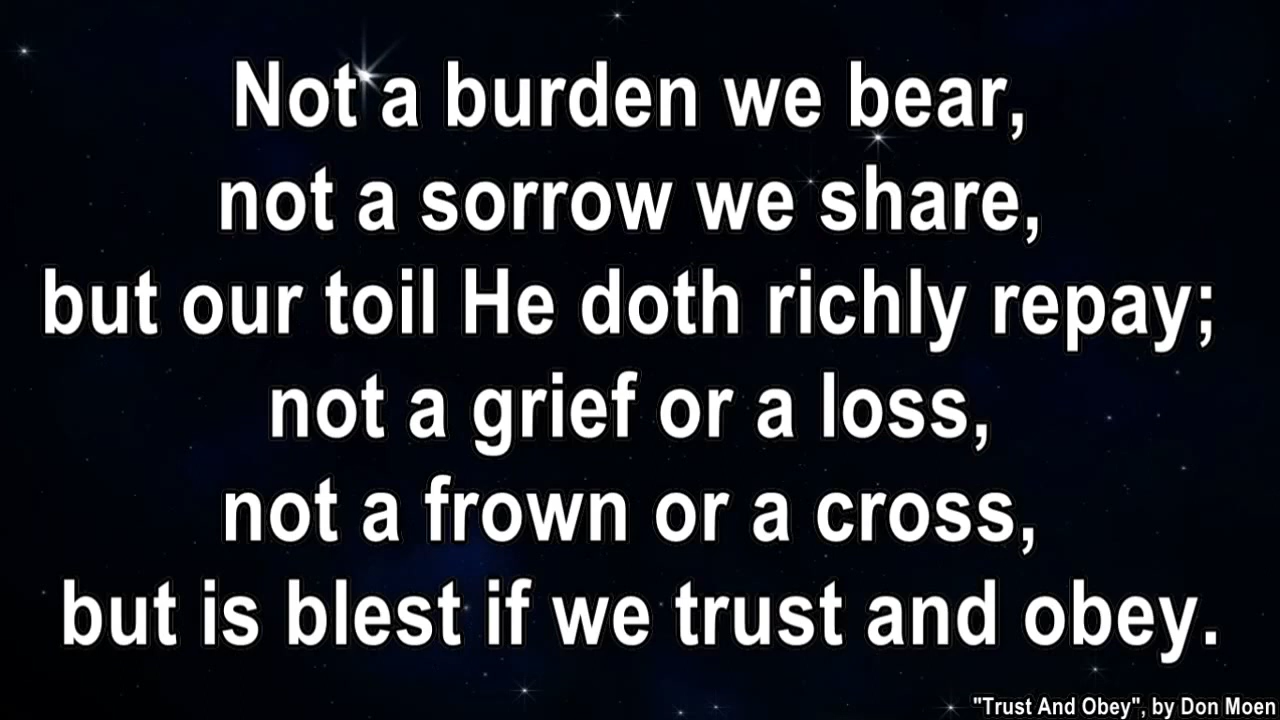 Not a burden we bear,
not a sorrow we share,
but our toil He doth richly repay;
not a grief or a loss,
not a frown or a cross,
but is blest if we trust and obey.
"Trust And Obey", by Don Moen